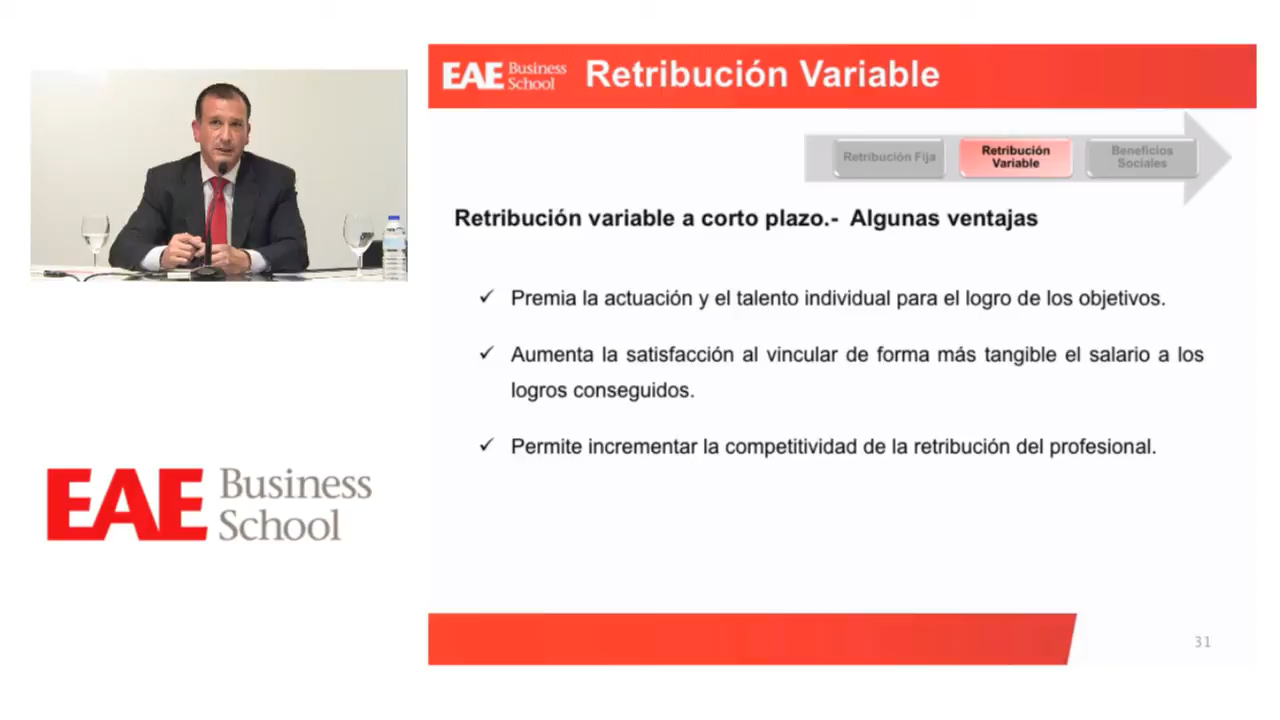 EAE Business School
Retribución Variable
Retribución Fija
Retribución Variable
Beneficios Sociales
Retribución variable a corto plazo.- Algunas ventajas
✓ Premia la actuación y el talento individual para el logro de los objetivos.
✓ Aumenta la satisfacción al vincular de forma más tangible el salario a los
logros conseguidos.
✓ Permite incrementar la competitividad de la retribución del profesional.
EAE Business
School
31